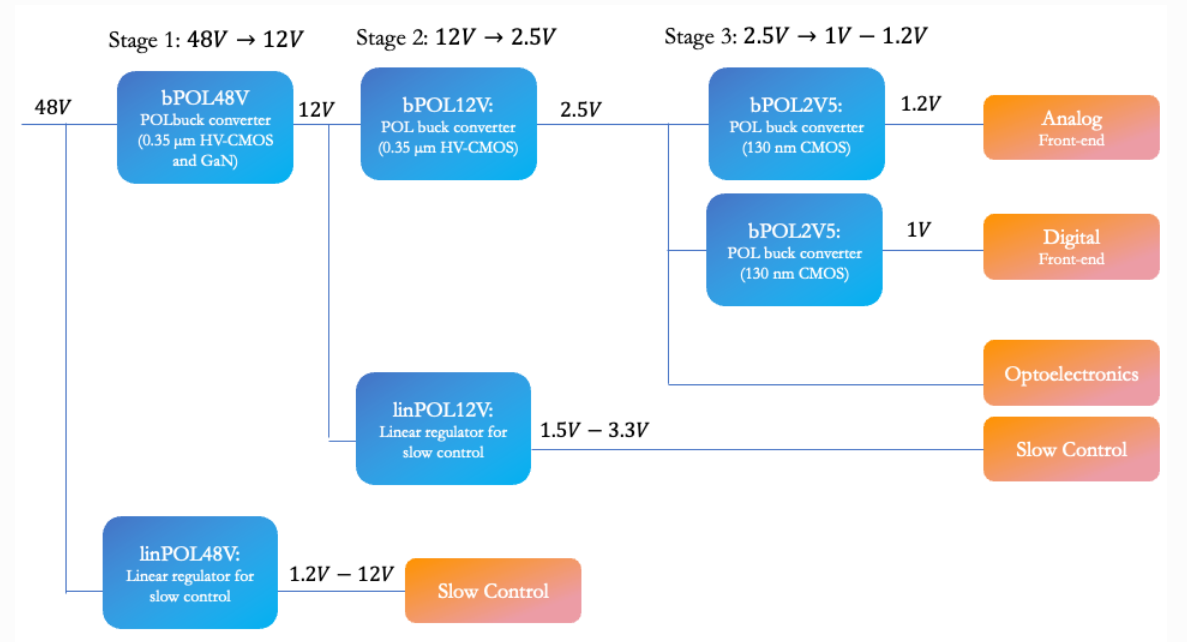 Stage 1: 48V → 12V
Stage 2: 12V → 2.5V
Stage 3: 2.5V → 1V − 1.2V
48V
bPOL48V
POLbuck converter
(0.35 μm HV-CMOS
and GaN)
12V
bPOL12V:
POL buck converter
(0.35 μm HV-CMOS)
2.5V
bPOL2V5:
POL buck converter
(130 nm CMOS)
1.2V
Analog
Front-end
bPOL2V5:
POL buck converter
(130 nm CMOS)
1V
Digital
Front-end
Optoelectronics
linPOL12V:
Linear regulator for
slow control
1.5V − 3.3V
Slow Control
linPOL48V:
Linear regulator for
slow control
1.2V − 12V
Slow Control